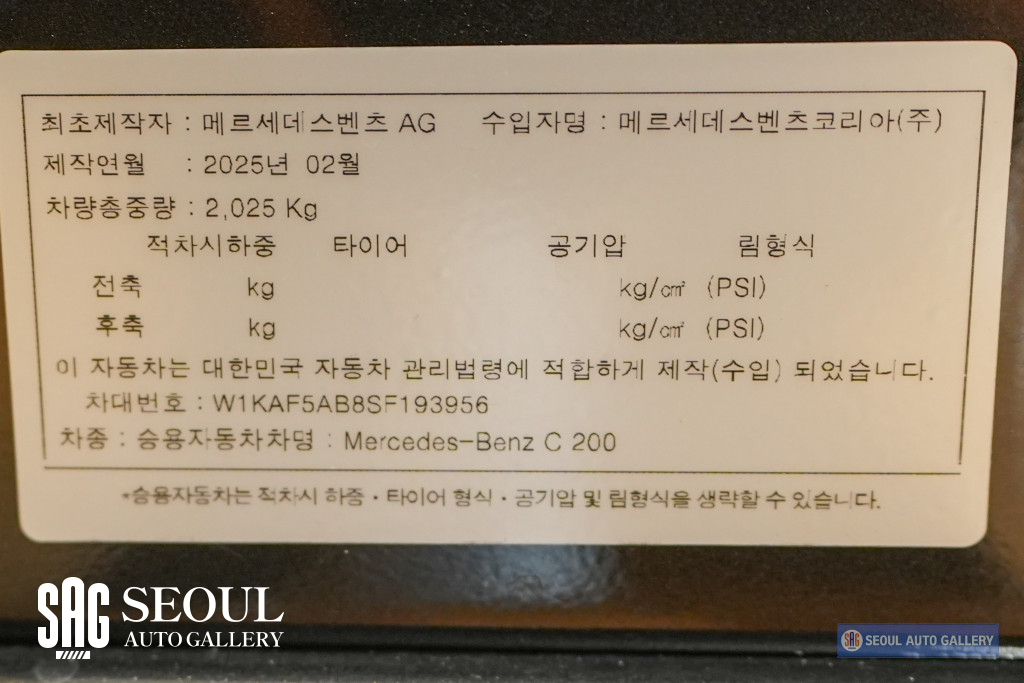 최초제작자 : 메르세데스벤츠 AG 수입자명 : 메르세데스벤츠코리아(주)
제작연월 : 2025년 02월
차량총중량 : 2,025 Kg
적차시하중 타이어 공기압 림형식
전축 kg kg/㎠ (PSI)
후축 kg kg/㎠ (PSI)
이 자동차는 대한민국 자동차 관리법령에 적합하게 제작(수입) 되었습니다.
차대번호 : W1KAF5AB8SF193956
차종 : 승용자동차차명 : Mercedes-Benz C 200
*승용자동차는 적차시 하중・타이어 형식・공기압 및 림형식을 생략할 수 있습니다.
SAG SEOUL
AUTO GALLERY
SAG SEOUL AUTO GALLERY